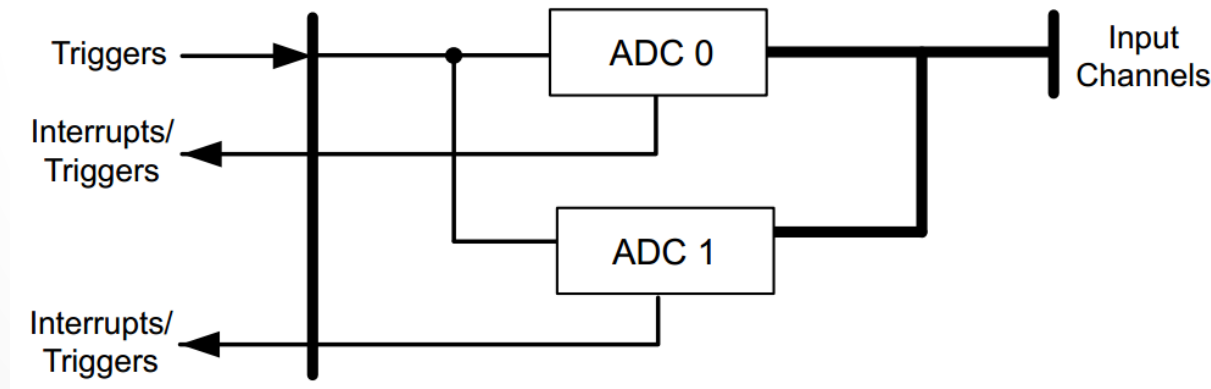 Triggers
ADC 0
Input
Channels
Interrupts/
Triggers
ADC 1
Interrupts/
Triggers